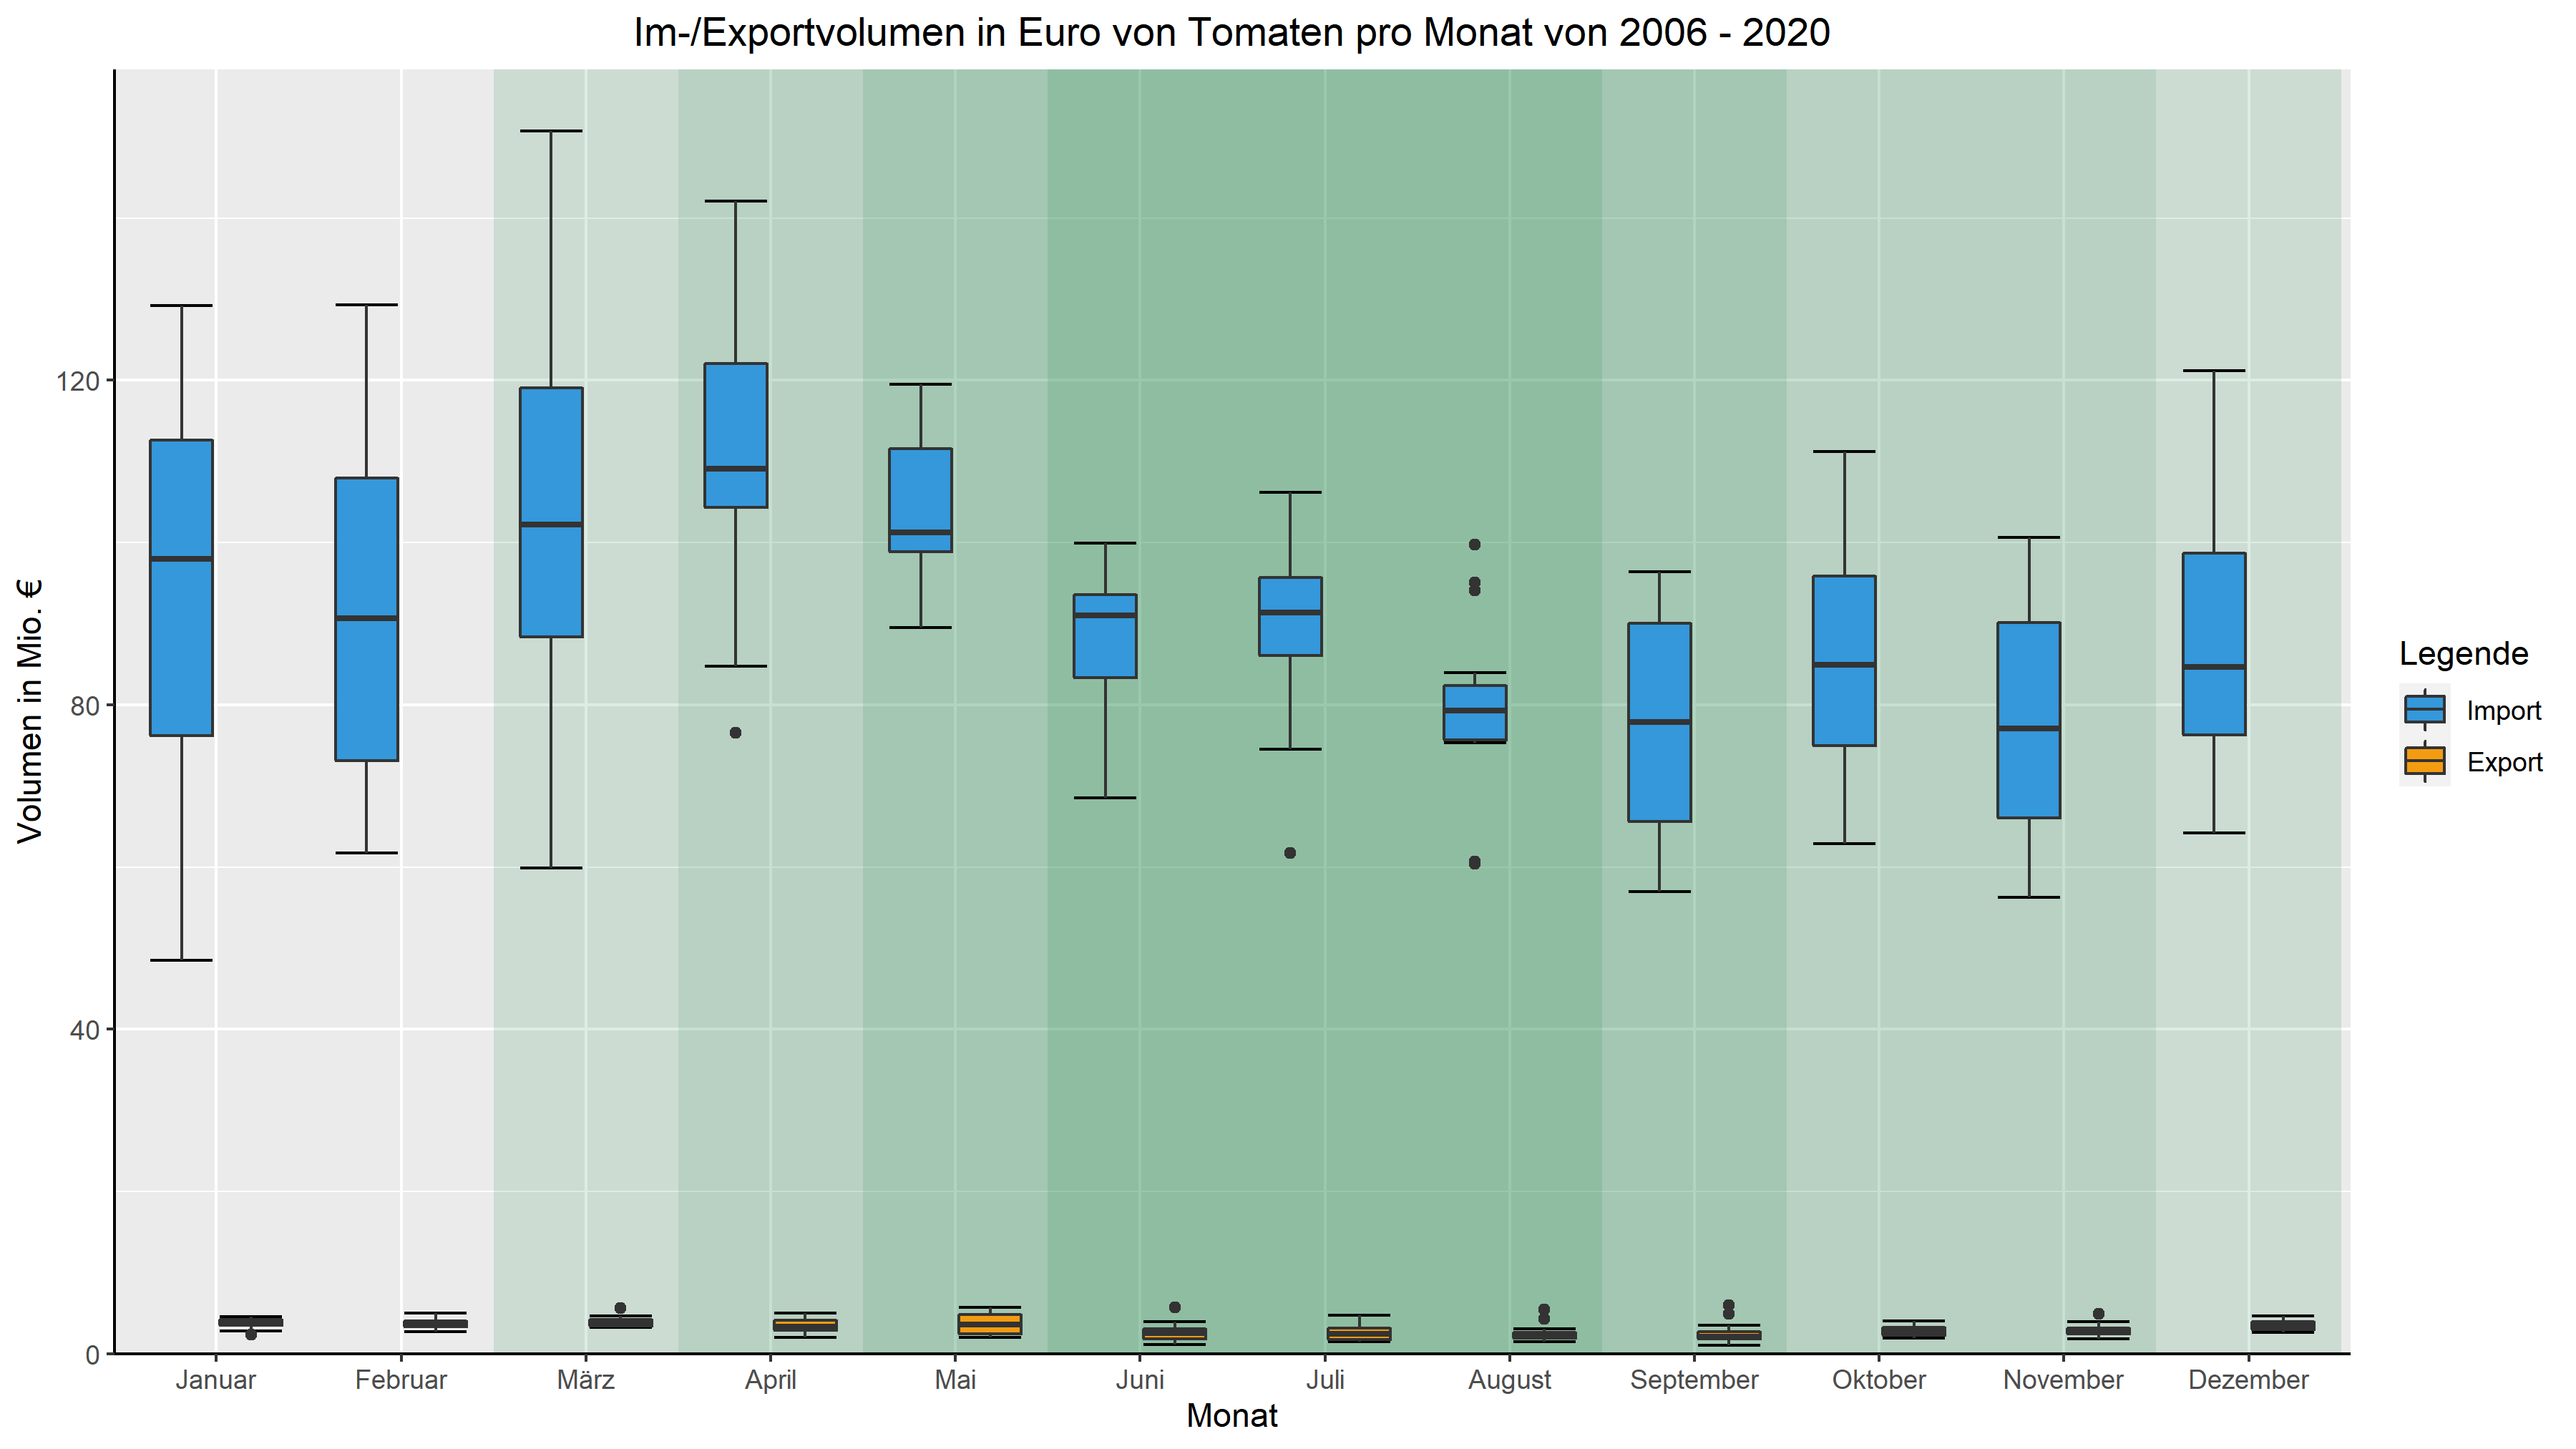 Im-/Exportvolumen in Euro von Tomaten pro Monat von 2006 - 2020
Volumen in Mio. €
120
80
40
0
Januar Februar März April Mai Juni Juli August September Oktober November Dezember
Monat
Legende
Import
Export